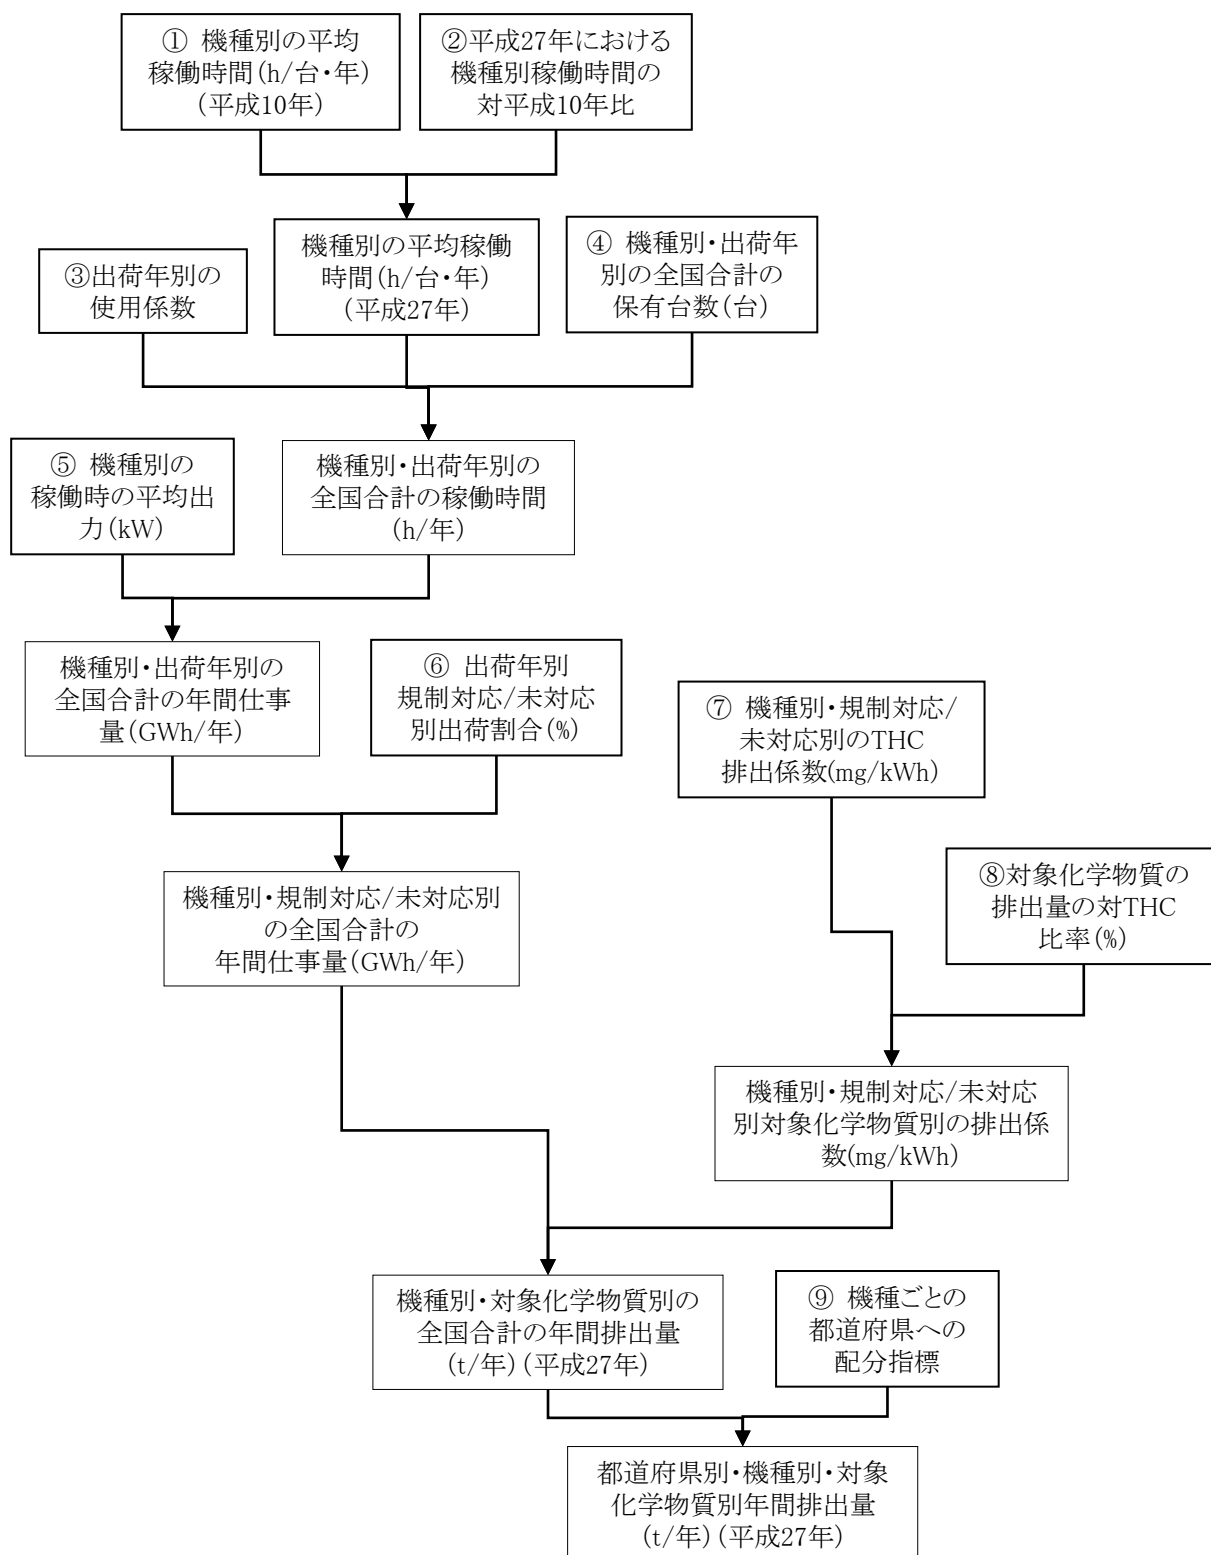 ① 機種別の平均
稼働時間(h/台・年)
(平成10年)
②平成27年における
機種別稼働時間の
対平成10年比
③出荷年別の
使用係数
機種別の平均稼働
時間(h/台・年)
(平成27年)
④ 機種別・出荷年
別の全国合計の
保有台数(台)
⑤ 機種別の
稼働時の平均出
力(kW)
機種別・出荷年別の
全国合計の稼働時間
(h/年)
機種別・出荷年別の
全国合計の年間仕事
量(GWh/年)
⑥ 出荷年別
規制対応/未対応
別出荷割合(%)
⑦ 機種別・規制対応/
未対応別のTHC
排出係数(mg/kWh)
機種別・規制対応/未対応別
の全国合計の
年間仕事量(GWh/年)
⑧対象化学物質の
排出量の対THC
比率(%)
機種別・規制対応/未対応
別対象化学物質別の排出係
数(mg/kWh)
機種別・対象化学物質別の
全国合計の年間排出量
(t/年)(平成27年)
⑨ 機種ごとの
都道府県への
配分指標
都道府県別・機種別・対象
化学物質別年間排出量
(t/年)(平成27年)